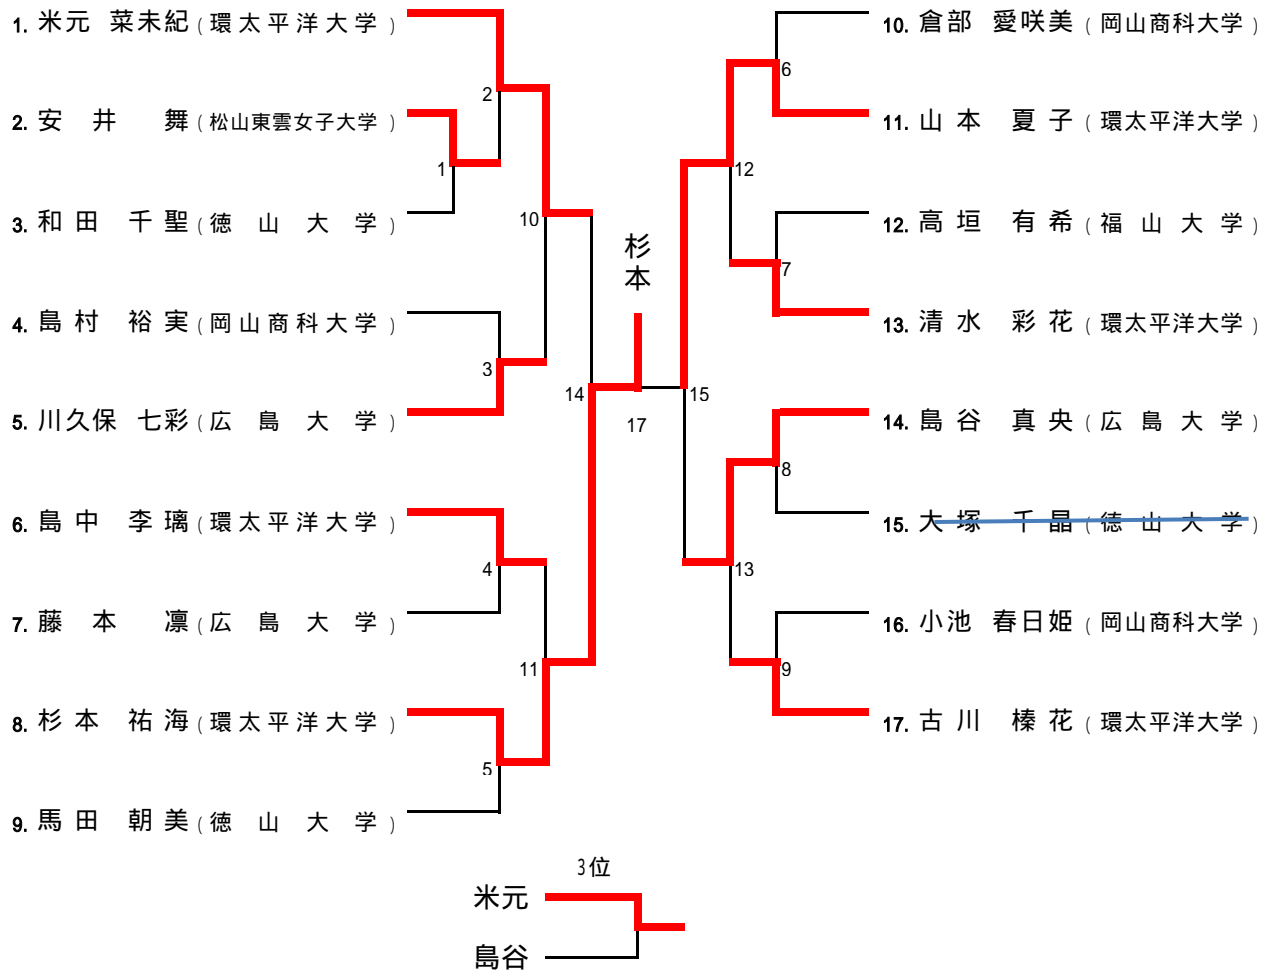 1. 米元 菜未紀 ( 環太平洋大学 )
2. 安井 舞 ( 松山東雲女子大学 )
3. 和田 千聖 ( 徳山大学 )
4. 島村 裕実 ( 岡山商科大学 )
5. 川久保 七彩 ( 広島大学 )
6. 島中 李璃 ( 環太平洋大学 )
7. 藤本 凛 ( 広島大学 )
8. 杉本 祐海 ( 環太平洋大学 )
9. 馬田 朝美 ( 徳山大学 )
2
1
10
3
14
4
11
5
杉本
17
6
12
7
15
8
13
9
10. 倉部 愛咲美 ( 岡山商科大学 )
11. 山本 夏子 ( 環太平洋大学 )
12. 高垣 有希 ( 福山大学 )
13. 清水 彩花 ( 環太平洋大学 )
14. 島谷 真央 ( 広島大学 )
15. 大塚 千晶 ( 徳山大学 )
16. 小池 春日姫 ( 岡山商科大学 )
17. 古川 榛花 ( 環太平洋大学 )
3位
米元
島谷